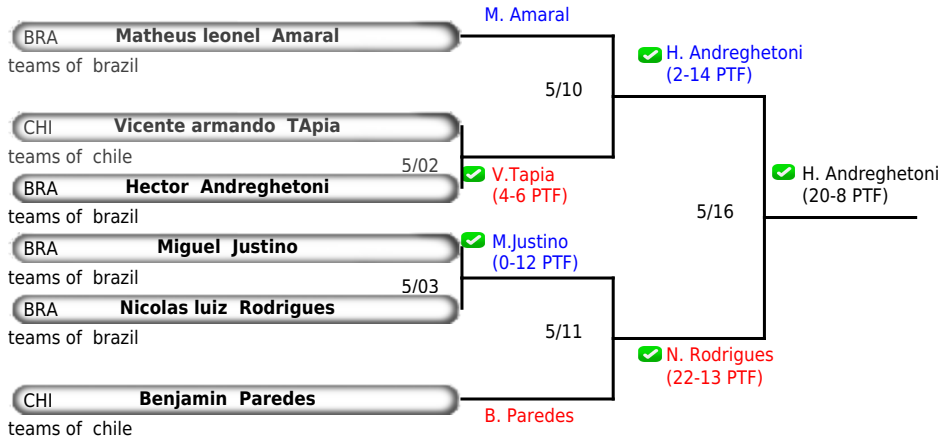 M. Amaral
BRA Matheus leonel Amaral
teams of brazil
5/10
H. Andreghetoni
(2-14 PTF)
CHI Vicente armando TApia
teams of chile
5/02
V.Tapia
(4-6 PTF)
BRA Hector Andreghetoni
teams of brazil
5/16
H. Andreghetoni
(20-8 PTF)
BRA Miguel Justino
teams of brazil
5/03
M.Justino
(0-12 PTF)
BRA Nicolas luiz Rodrigues
teams of brazil
5/11
N. Rodrigues
(22-13 PTF)
CHI Benjamin Paredes
teams of chile
B. Paredes